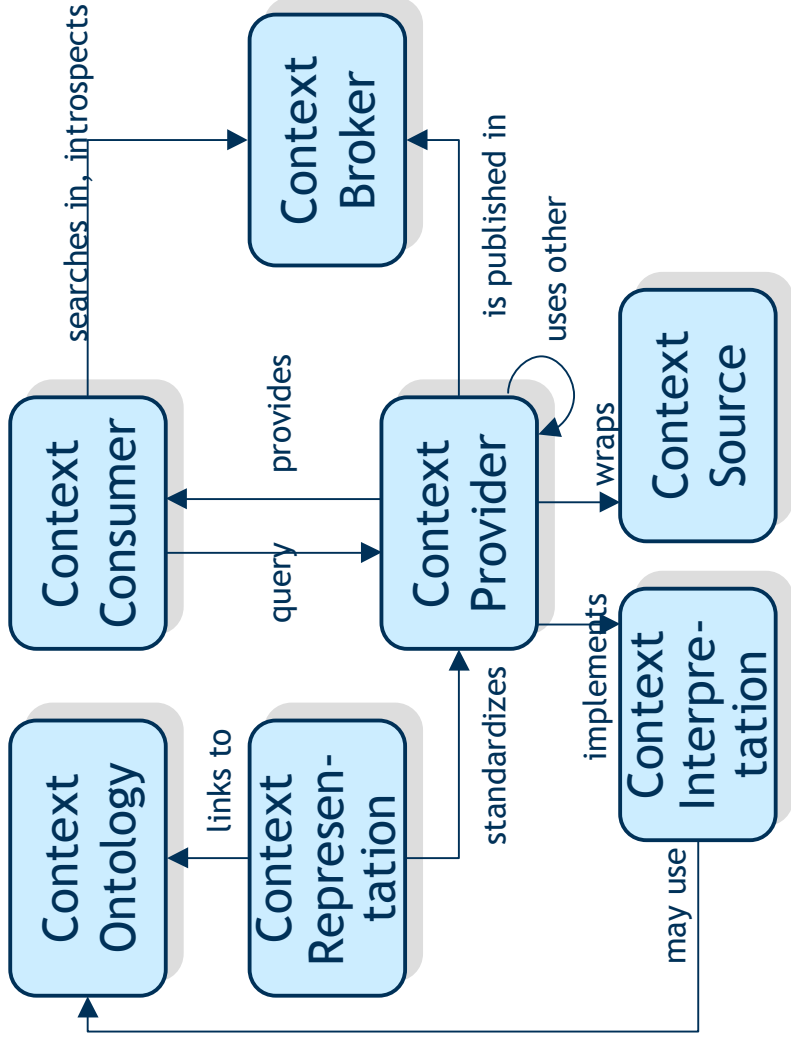 Context
Ontology
links to
Context
Represen-
tation
may use
Context
Consumer
query
provides
standardizes
Context
Provider
implements
Context
Interpre-
tation
searches in, introspects
Context
Broker
is published in
uses other
wraps
Context
Source